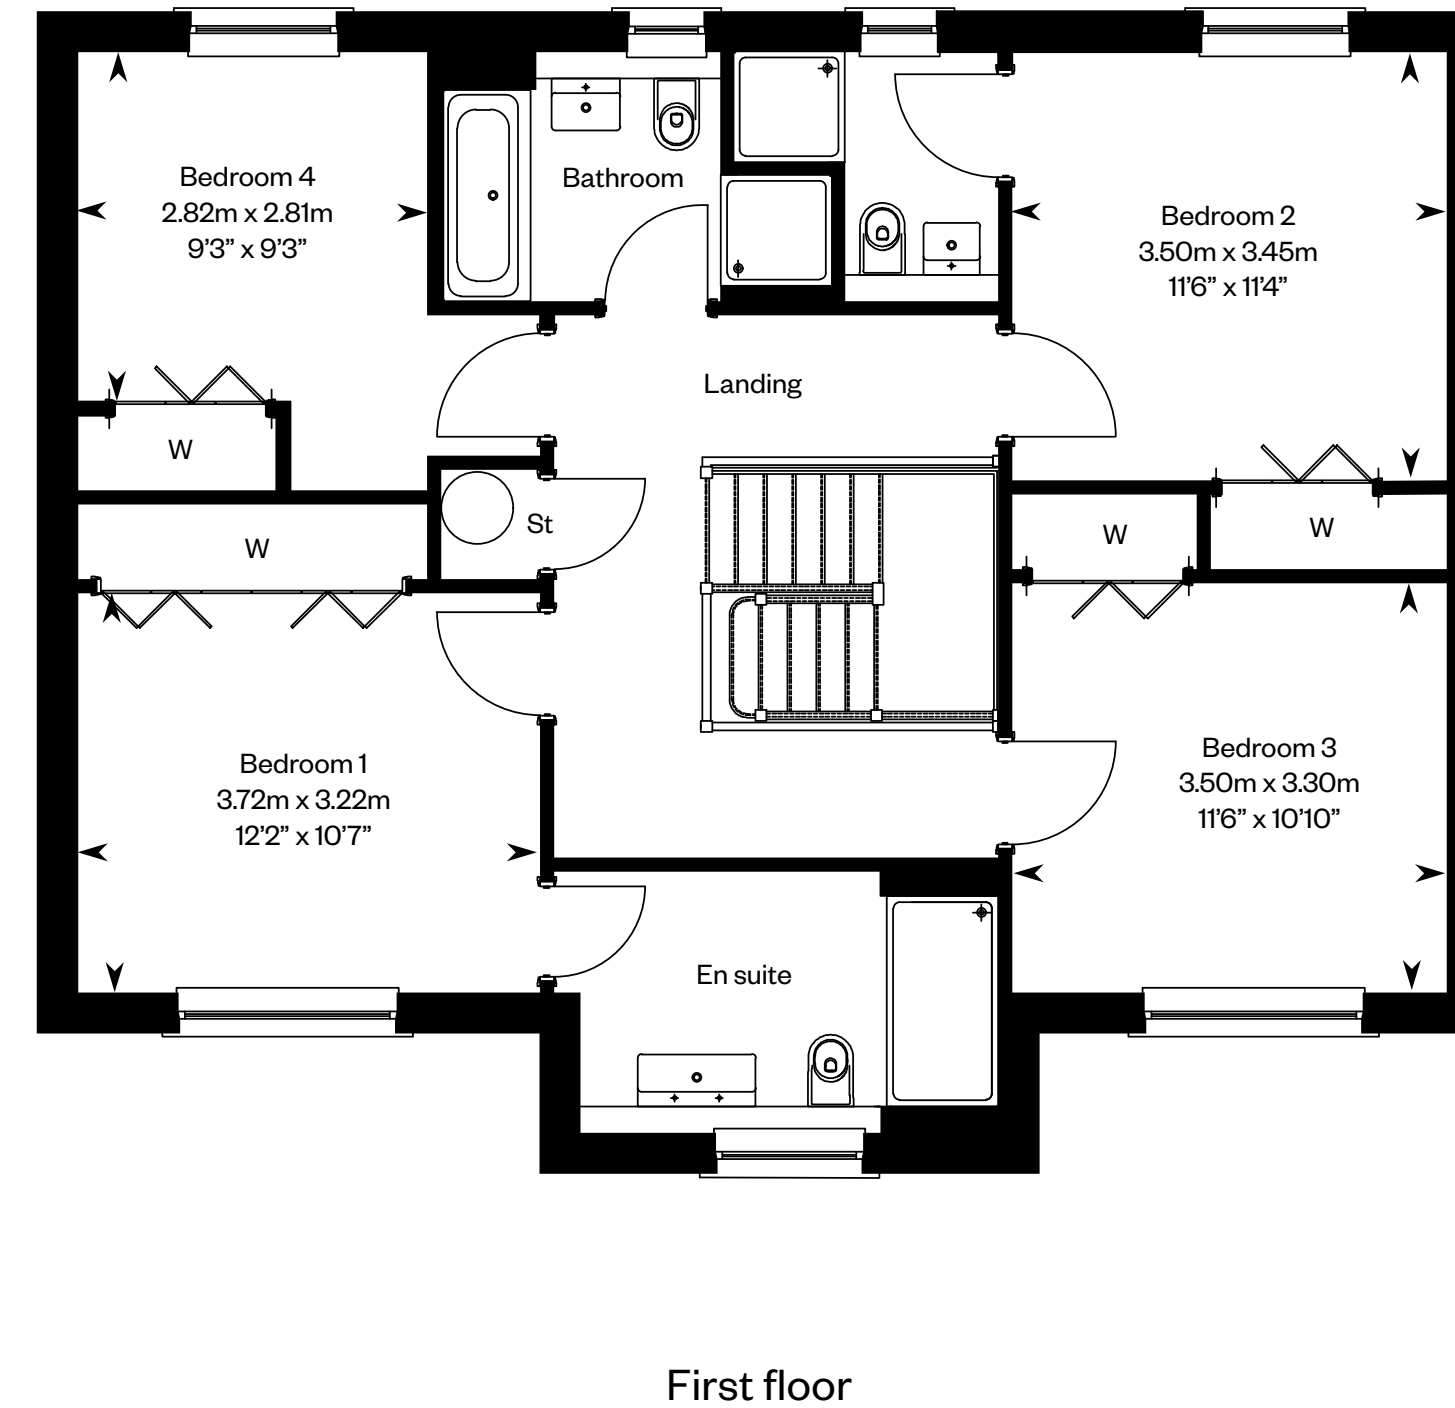 Bedroom 4
2.82m x 2.81m
9’3” x 9’3”
Bathroom
Bedroom 2
3.50m x 3.45m
11’6” x 11’4”
Landing
W
St
W
W
W
Bedroom 1
3.72m x 3.22m
12’2” x 10’7”
Bedroom 3
3.50m x 3.30m
11’6” x 10’10”
En suite
First floor